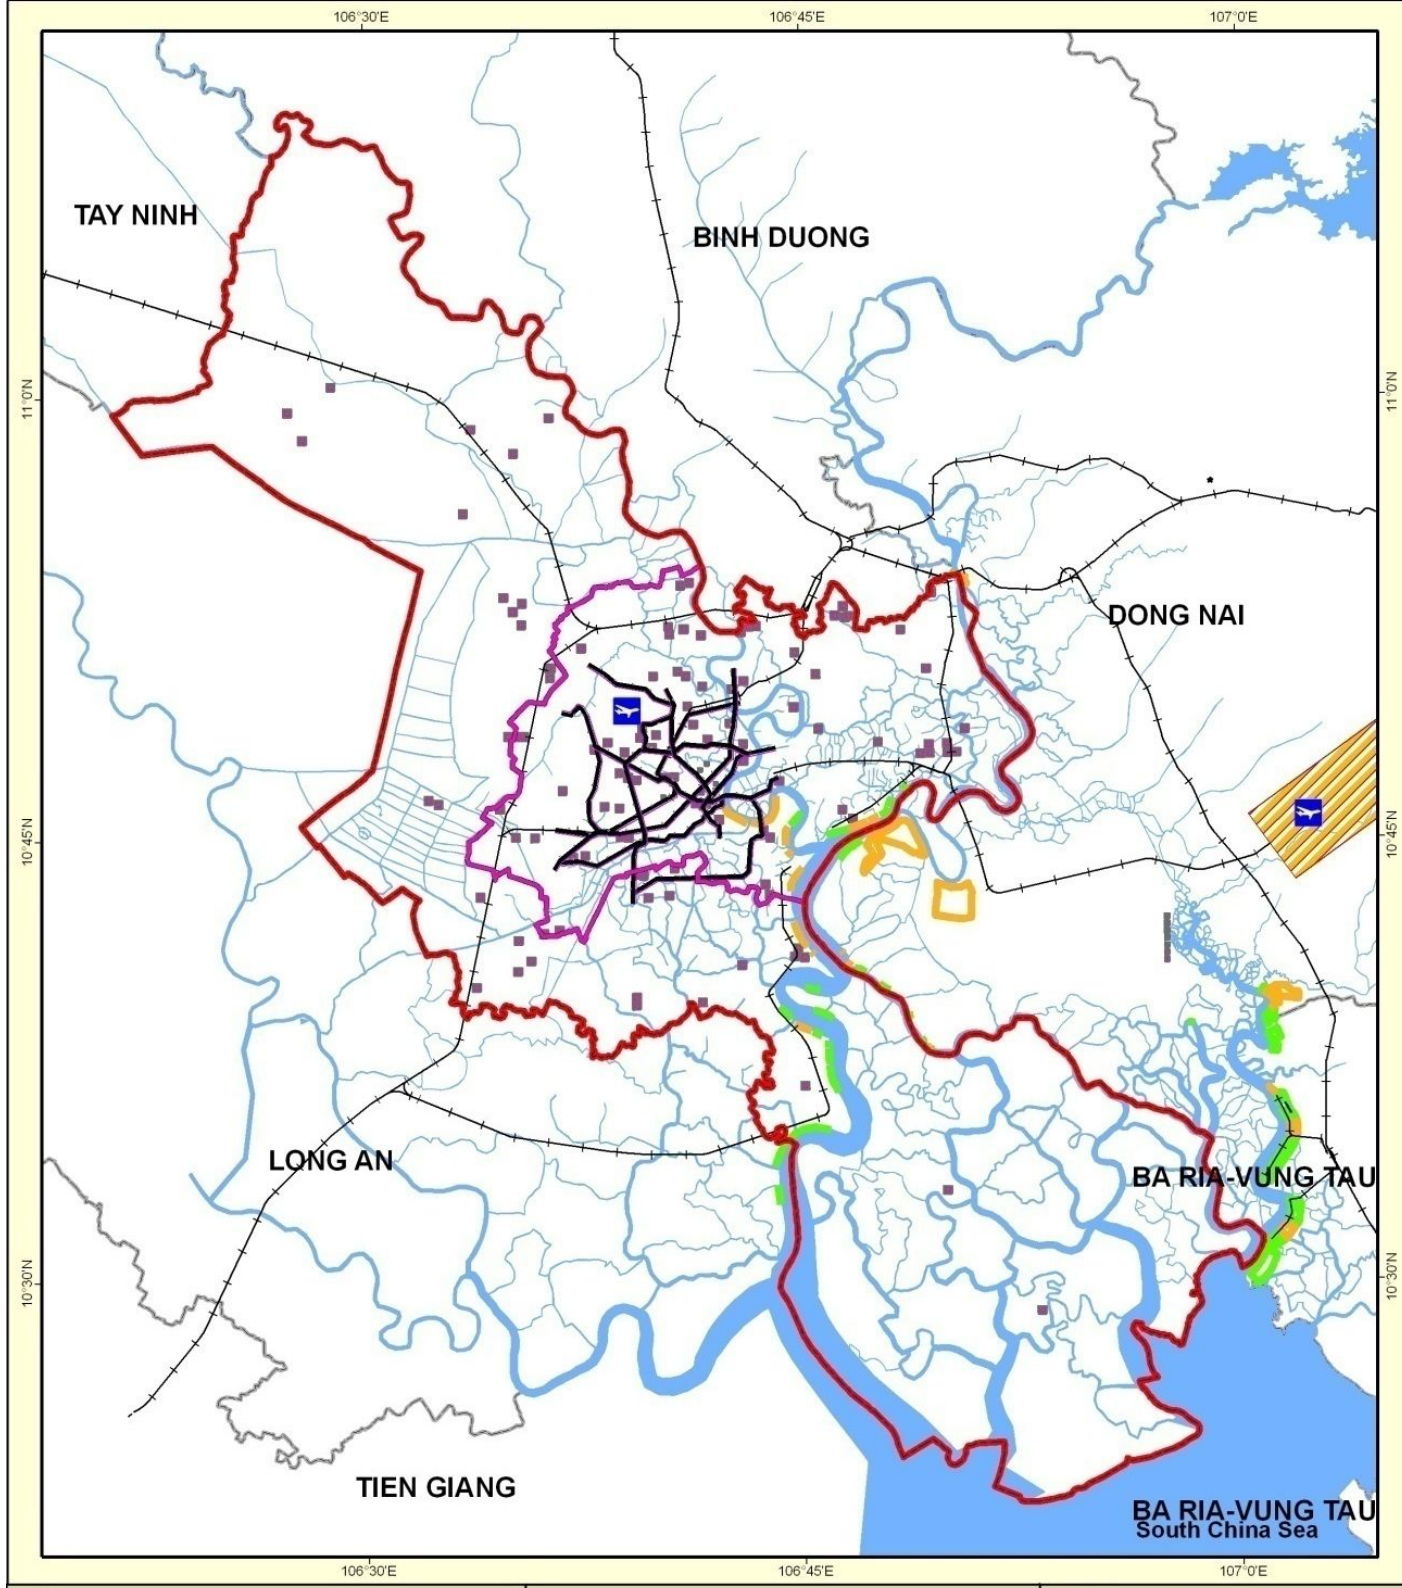 106°30'E
106°45'E
107°0'E
TAY NINH
BINH DUONG
11°0'N
11°0'N
DONG NAI
10°45'N
10°45'N
LONG AN
BA RIA-VUNG TAU
10°30'N
10°30'N
TIEN GIANG
BA RIA-VUNG TAU
South China Sea
106°30'E
106°45'E
107°0'E